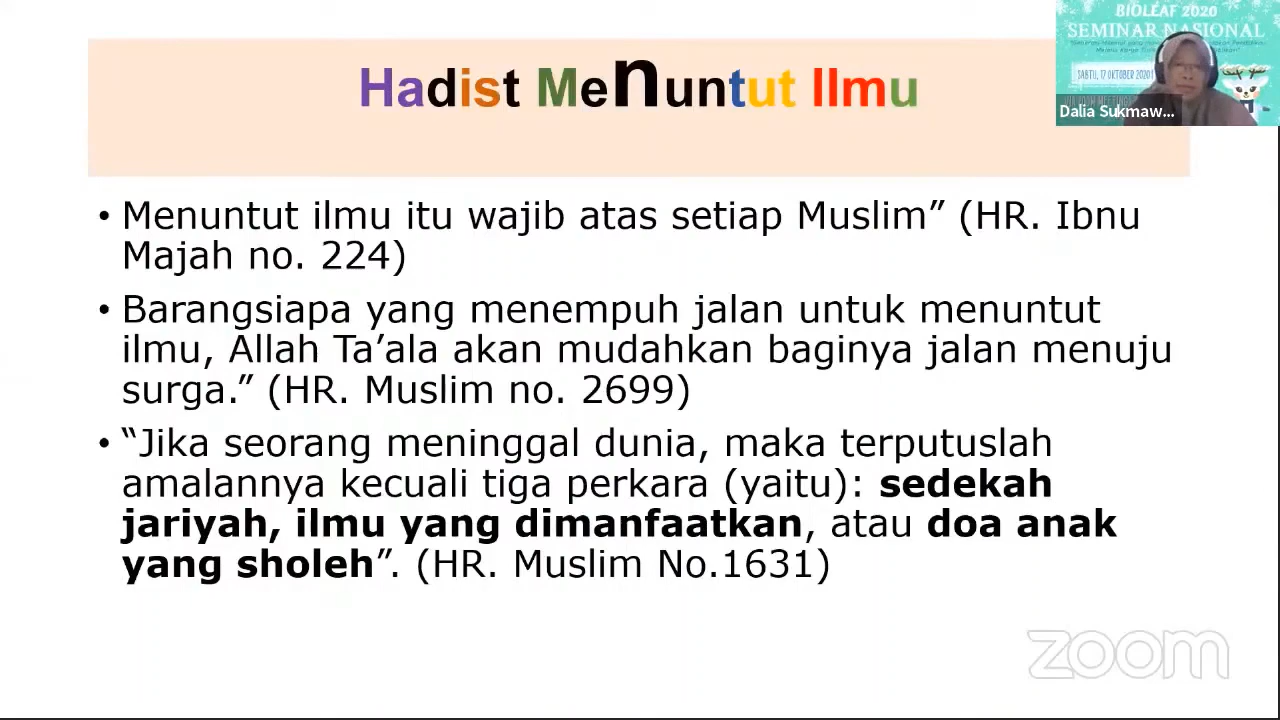 Hadist Menuntut Ilmu
• Menuntut ilmu itu wajib atas setiap Muslim” (HR. Ibnu
Majah no. 224)
• Barangsiapa yang menempuh jalan untuk menuntut
ilmu, Allah Ta’ala akan mudahkan baginya jalan menuju
surga.” (HR. Muslim no. 2699)
• “Jika seorang meninggal dunia, maka terputuslah
amalannya kecuali tiga perkara (yaitu): sedekah
jariyah, ilmu yang dimanfaatkan, atau doa anak
yang sholeh”. (HR. Muslim No.1631)
BIOLEAF 2020
SEMINAR NASIONAL
SABTU, 17 OKTOBER 2020
Dalia Sukmaw...
zoom